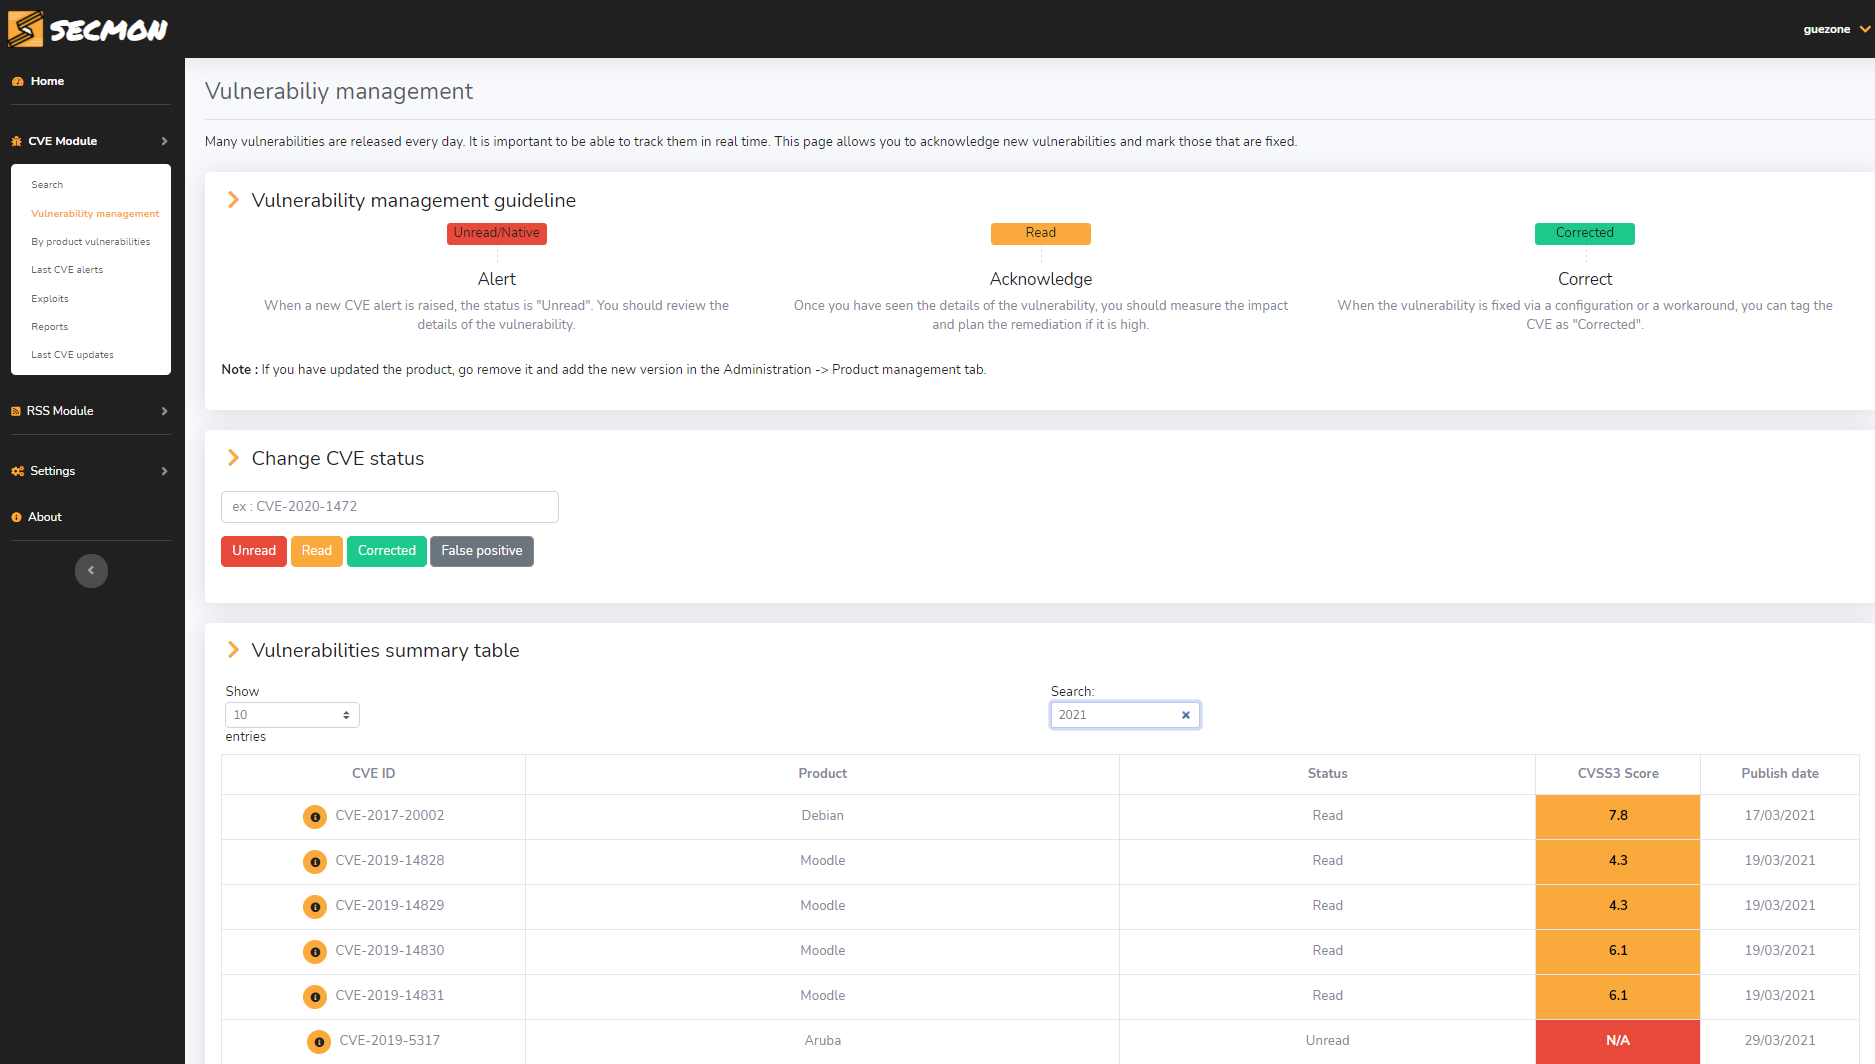 SECMON
guezone
Home
CVE Module
Search
Vulnerability management
By product vulnerabilities
Last CVE alerts
Exploits
Reports
Last CVE updates
RSS Module
Settings
About
Vulnerabiliy management
Many vulnerabilities are released every day. It is important to be able to track them in real time. This page allows you to acknowledge new vulnerabilities and mark those that are fixed.
Vulnerability management guideline
Unread/Native
Alert
When a new CVE alert is raised, the status is "Unread". You should review the
details of the vulnerability.
Read
Acknowledge
Once you have seen the details of the vulnerability, you should measure the impact
and plan the remediation if it is high.
Corrected
Correct
When the vulnerability is fixed via a configuration or a workaround, you can tag the
CVE as "Corrected".
Note : If you have updated the product, go remove it and add the new version in the Administration -> Product management tab.
Change CVE status
ex : CVE-2020-1472
Unread Read Corrected False positive
Vulnerabilities summary table
Show
10
entries
Search:
2021
CVE ID Product Status CVSS3 Score Publish date
CVE-2017-20002 Debian Read 7.8 17/03/2021
CVE-2019-14828 Moodle Read 4.3 19/03/2021
CVE-2019-14829 Moodle Read 4.3 19/03/2021
CVE-2019-14830 Moodle Read 6.1 19/03/2021
CVE-2019-14831 Moodle Read 6.1 19/03/2021
CVE-2019-5317 Aruba Unread N/A 29/03/2021